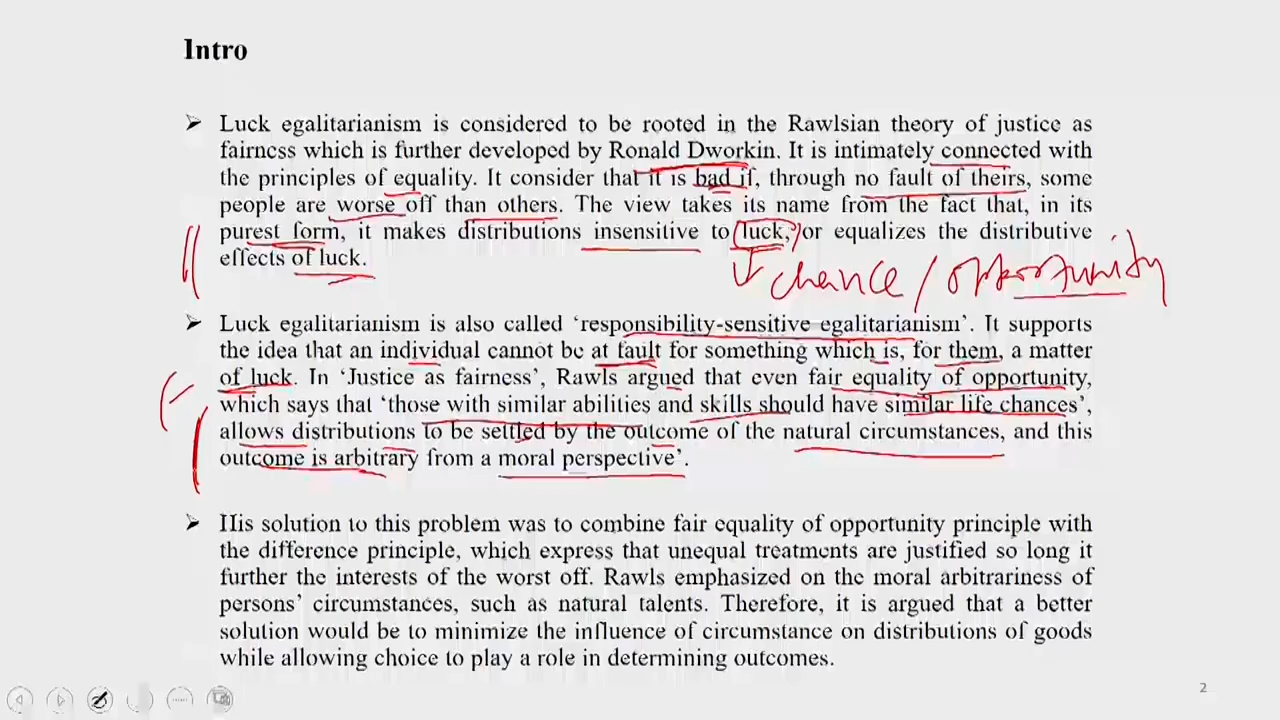 Intro
➢ Luck egalitarianism is considered to be rooted in the Rawlsian theory of justice as
fairness which is further developed by Ronald Dworkin. It is intimately connected with
the principles of equality. It consider that it is bad if, through no fault of theirs, some
people are worse off than others. The view takes its name from the fact that, in its
purest form, it makes distributions insensitive to luck, or equalizes the distributive
effects of luck.
chance / opportunity
➢ Luck egalitarianism is also called ‘responsibility-sensitive egalitarianism’. It supports
the idea that an individual cannot be at fault for something which is, for them, a matter
of luck. In ‘Justice as fairness’, Rawls argued that even fair equality of opportunity,
which says that ‘those with similar abilities and skills should have similar life chances’,
allows distributions to be settled by the outcome of the natural circumstances, and this
outcome is arbitrary from a moral perspective’.
➢ His solution to this problem was to combine fair equality of opportunity principle with
the difference principle, which express that unequal treatments are justified so long it
further the interests of the worst off. Rawls emphasized on the moral arbitrariness of
persons’ circumstances, such as natural talents. Therefore, it is argued that a better
solution would be to minimize the influence of circumstance on distributions of goods
while allowing choice to play a role in determining outcomes.
2